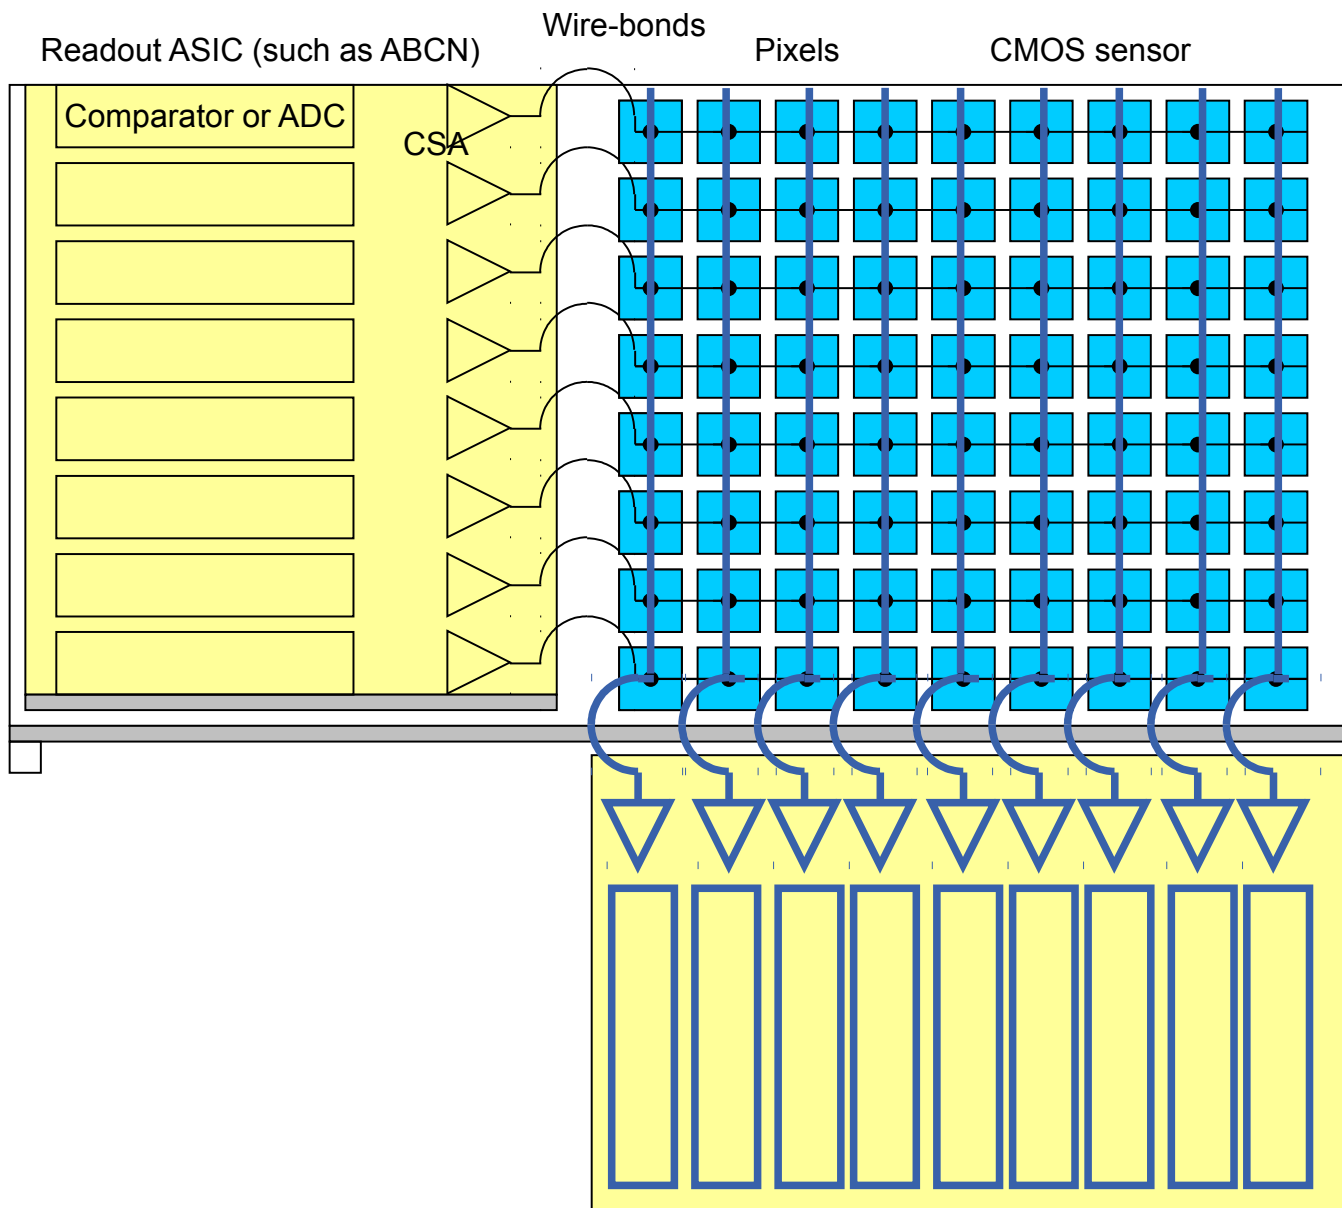 Wire-bonds
Readout ASIC (such as ABCN)
Pixels
CMOS sensor
Comparator or ADC
CSA